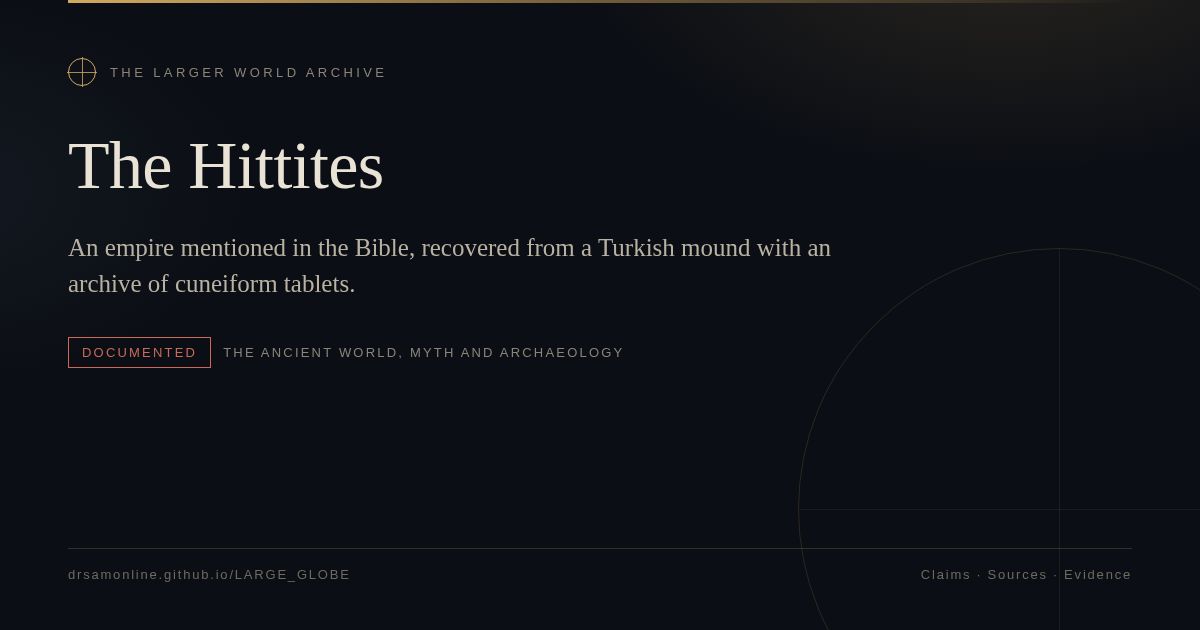 THE LARGER WORLD ARCHIVE
The Hittites
An empire mentioned in the Bible, recovered from a Turkish mound with an
archive of cuneiform tablets.
DOCUMENTED THE ANCIENT WORLD, MYTH AND ARCHAEOLOGY
drsamonline.github.io/LARGE_GLOBE Claims · Sources · Evidence